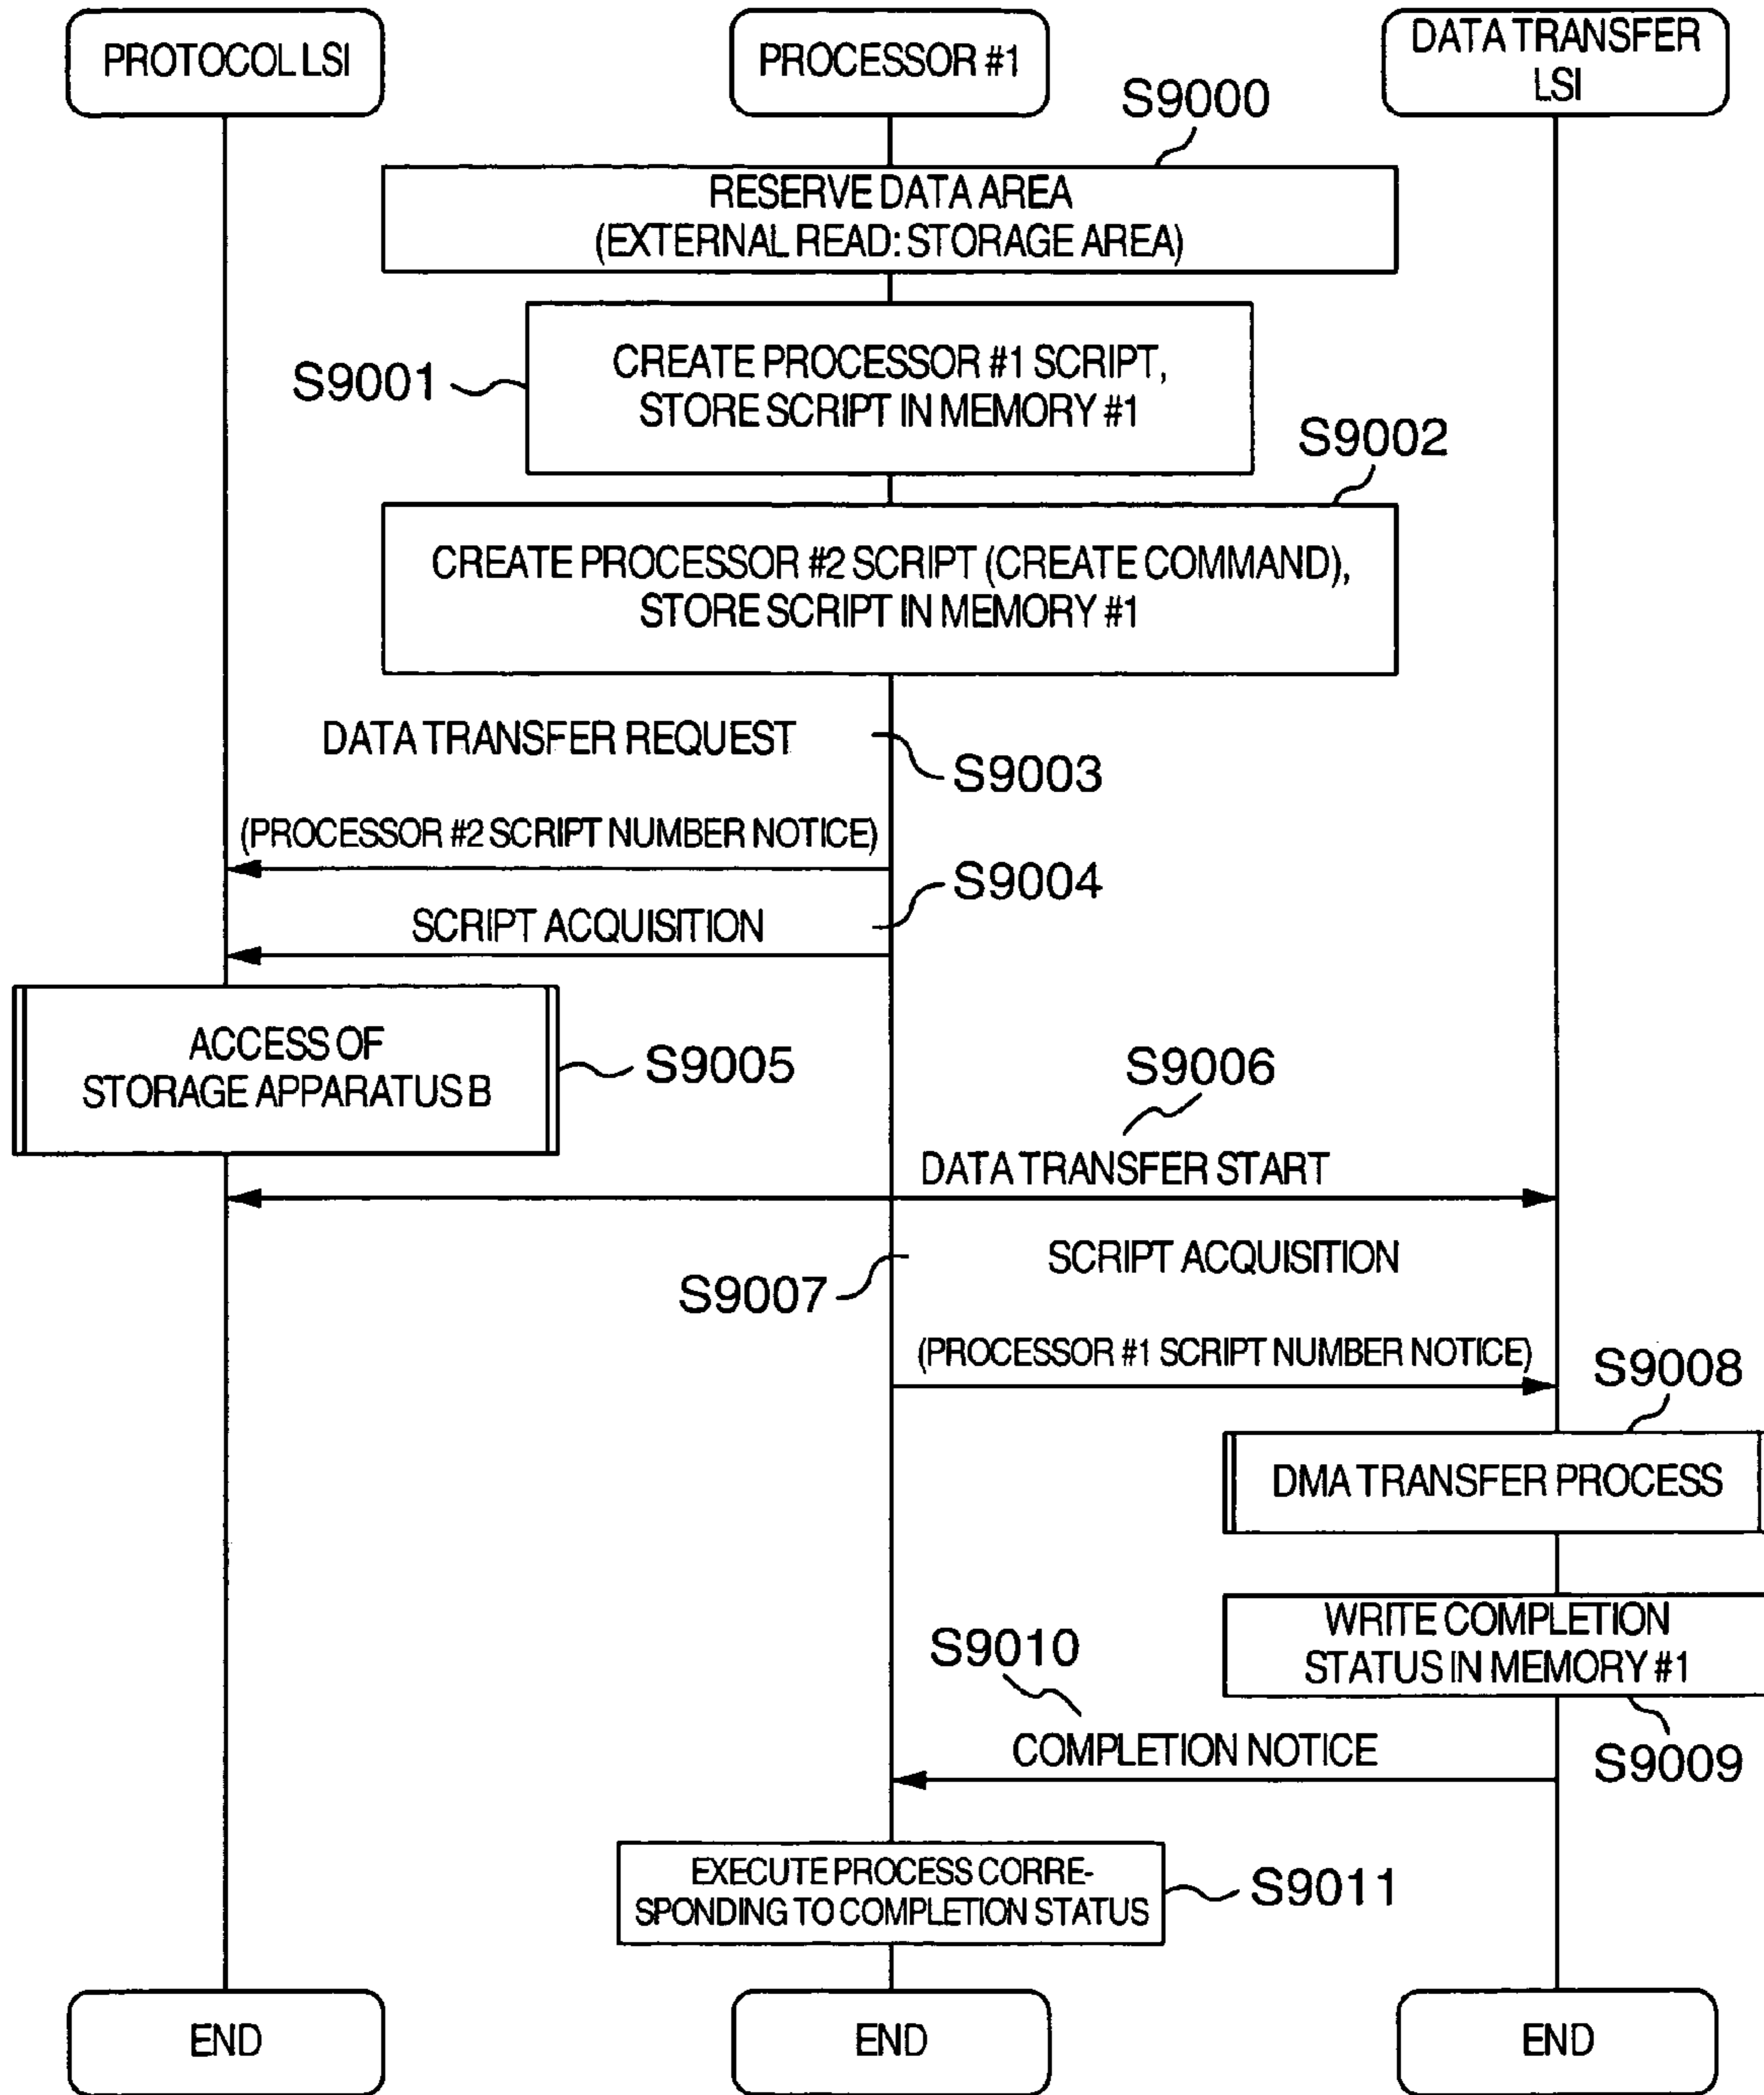 PROTOCOL LSI
PROCESSOR #1
DATA TRANSFER
LSI
S9000
RESERVE DATA AREA
(EXTERNAL READ: STORAGE AREA)
S9001
CREATE PROCESSOR #1 SCRIPT,
STORE SCRIPT IN MEMORY #1
S9002
CREATE PROCESSOR #2 SCRIPT (CREATE COMMAND),
STORE SCRIPT IN MEMORY #1
DATA TRANSFER REQUEST
S9003
(PROCESSOR #2 SCRIPT NUMBER NOTICE)
S9004
SCRIPT ACQUISITION
ACCESS OF
STORAGE APPARATUS B
S9005
S9006
DATA TRANSFER START
SCRIPT ACQUISITION
S9007
(PROCESSOR #1 SCRIPT NUMBER NOTICE)
S9008
DMA TRANSFER PROCESS
WRITE COMPLETION
STATUS IN MEMORY #1
S9010
COMPLETION NOTICE
S9009
EXECUTE PROCESS CORRE-
SPONDING TO COMPLETION STATUS
S9011
END
END
END